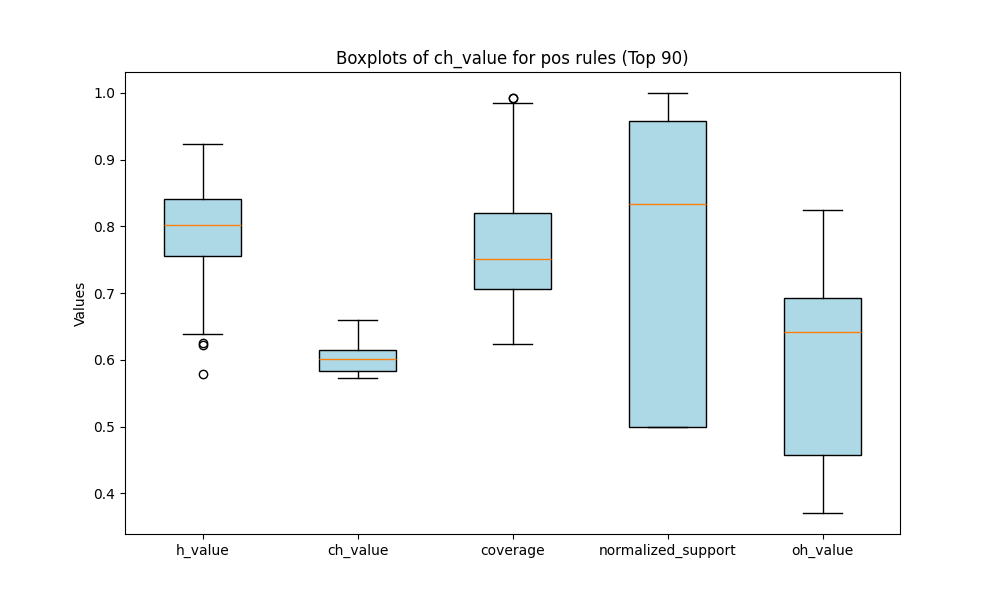 Boxplots of ch_value for pos rules (Top 90)
Values
1.0
0.9
0.8
0.7
0.6
0.5
0.4
h_value
ch_value
coverage
normalized_support
oh_value